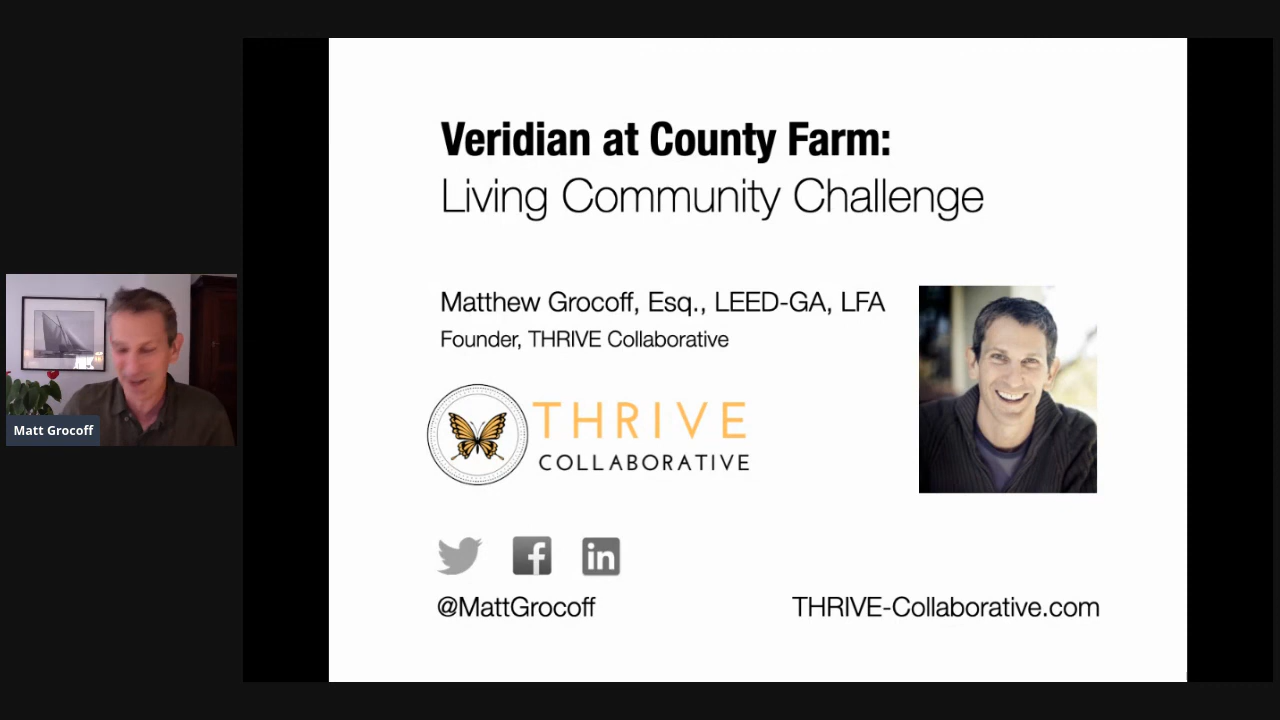 Veridian at County Farm:
Living Community Challenge
Matthew Grocoff, Esq., LEED-GA, LFA
Founder, THRIVE Collaborative
THRIVE
COLLABORATIVE
@MattGrocoff
THRIVE-Collaborative.com
Matt Grocoff